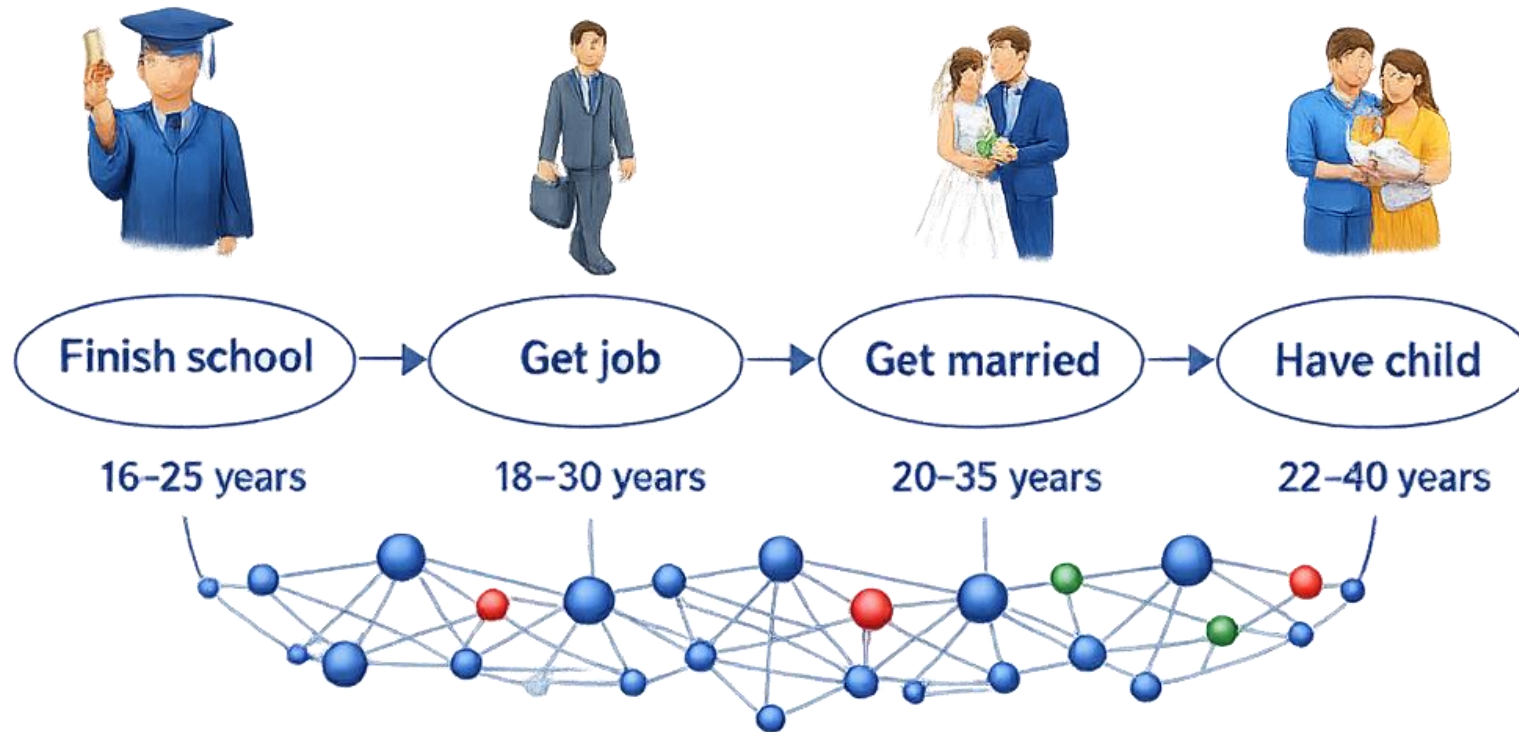 Finish school
Get job
Get married
Have child
16–25 years
18–30 years
20–35 years
22–40 years